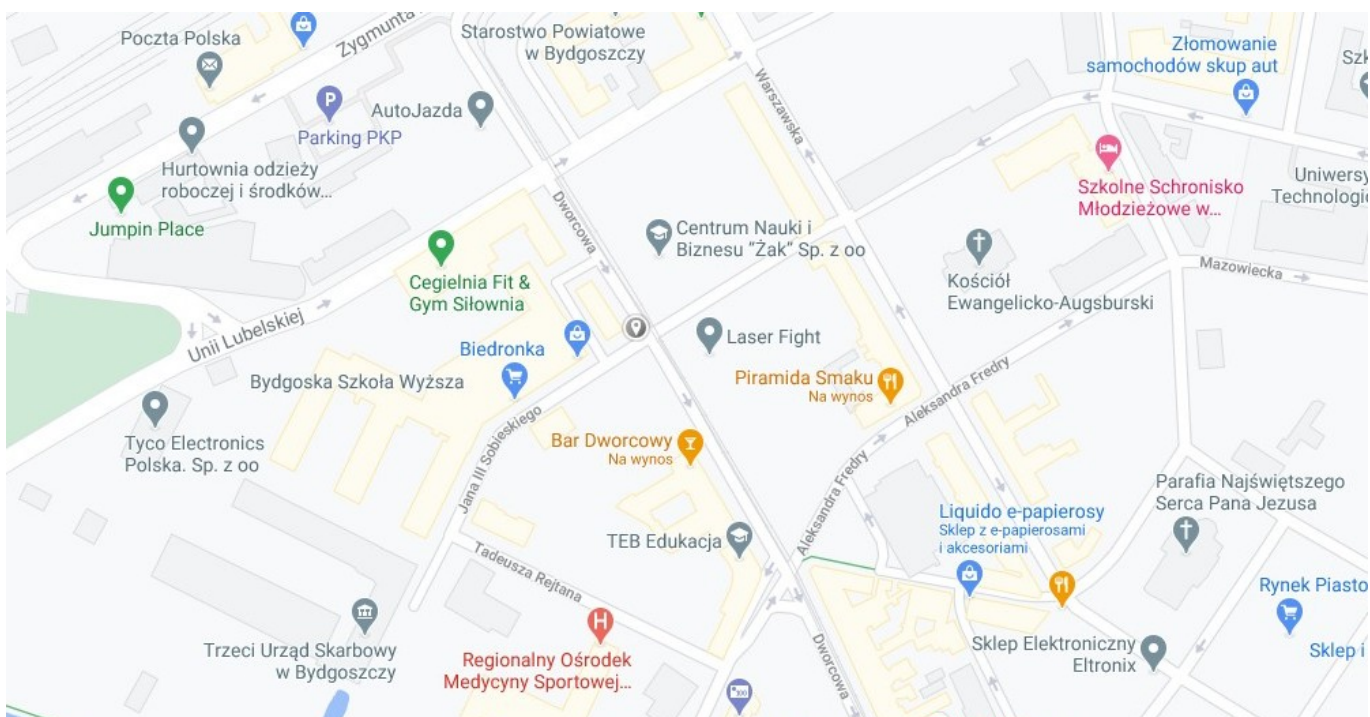 Poczta Polska
Zygmunta
Starostwo Powiatowe
w Bydgoszczy
Złomowanie
samochodów skup aut
Szk
P
Parking PKP
AutoJazda
Warszawska
Hurtownia odzieży
roboczej i środków...
Jumpin Place
Dworcowa
Szkolne Schronisko
Młodzieżowe w...
Uniwersy
Technologic
Centrum Nauki i
Biznesu "Żak" Sp. z oo
Kościół
Ewangelicko-Augsburski
Mazowiecka
Cegielnia Fit &
Gym Siłownia
Unii Lubelskiej
Laser Fight
Biedronka
Bydgoska Szkoła Wyższa
Piramida Smaku
Na wynos
Aleksandra Fredry
Tyco Electronics
Polska. Sp. z oo
Jana III Sobieskiego
Bar Dworcowy
Na wynos
Aleksandra Fredry
Parafia Najświętszego
Serca Pana Jezusa
Liquido e-papierosy
Sklep z e-papierosami
i akcesoriami
TEB Edukacja
Tadeusza Rejtana
Rynek Piasto
H
Trzeci Urząd Skarbowy
w Bydgoszczy
Regionalny Ośrodek
Medycyny Sportowej...
Dworcowa
Sklep Elektroniczny
Eltronix
Sklep i